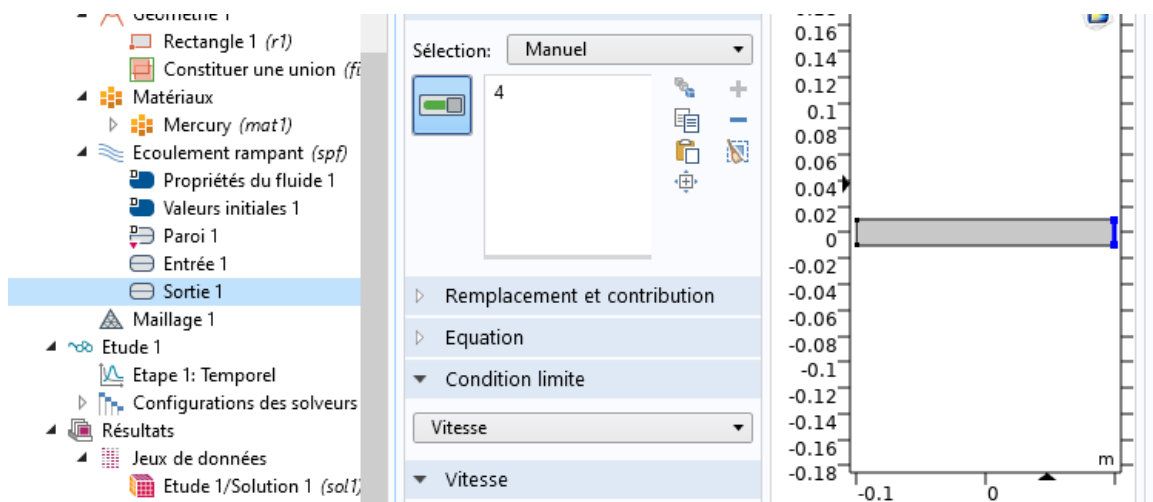 Géométrie 1
Rectangle 1 (r1)
Constituer une union (fi
Matériaux
Mercury (mat1)
Ecoulement rampant (spf)
Propriétés du fluide 1
Valeurs initiales 1
Paroi 1
Entrée 1
Sortie 1
Maillage 1
Etude 1
Etape 1: Temporel
Configurations des solveurs
Résultats
Jeux de données
Etude 1/Solution 1 (sol1)
Sélection: Manuel
4
Remplacement et contribution
Equation
Condition limite
Vitesse
Vitesse
0.16
0.14
0.12
0.1
0.08
0.06
0.04
0.02
0
-0.02
-0.04
-0.06
-0.08
-0.1
-0.12
-0.14
-0.16
-0.18
m
-0.1 0